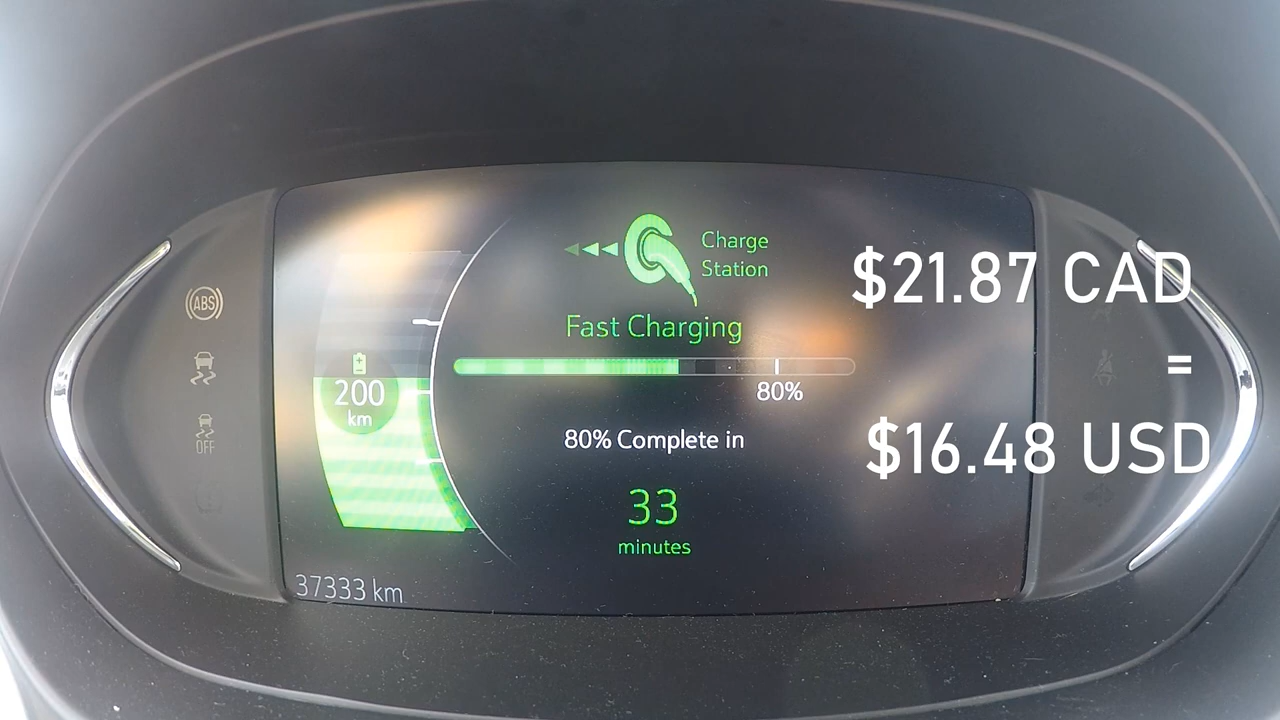 ABS
OFF
200
km
Charge
Station
Fast Charging
80%
80% Complete in
33
minutes
37333 km
$21.87 CAD
=
$16.48 USD